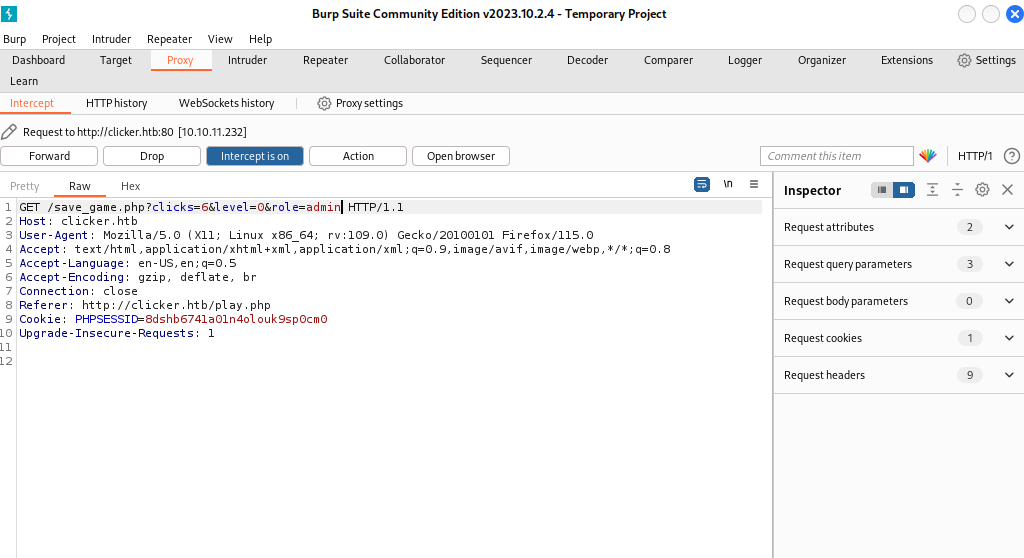 Burp Suite Community Edition v2023.10.2.4 - Temporary Project
Burp Project Intruder Repeater View Help
Dashboard Target Proxy Intruder Repeater Collaborator Sequencer Decoder Comparer Logger Organizer Extensions Settings
Learn
Intercept HTTP history WebSockets history Proxy settings
Request to http://clicker.htb:80 [10.10.11.232]
Forward Drop Intercept is on Action Open browser Comment this item HTTP/1 ?
Pretty Raw Hex \n Inspector
1 GET /save_game.php?clicks=6&level=0&role=admin HTTP/1.1
2 Host: clicker.htb
3 User-Agent: Mozilla/5.0 (X11; Linux x86_64; rv:109.0) Gecko/20100101 Firefox/115.0
4 Accept: text/html,application/xhtml+xml,application/xml;q=0.9,image/avif,image/webp,*/*;q=0.8
5 Accept-Language: en-US,en;q=0.5
6 Accept-Encoding: gzip, deflate, br
7 Connection: close
8 Referer: http://clicker.htb/play.php
9 Cookie: PHPSESSID=8dshb6741a01n4olouk9sp0cm0
10 Upgrade-Insecure-Requests: 1
11
12
Request attributes 2
Request query parameters 3
Request body parameters 0
Request cookies 1
Request headers 9